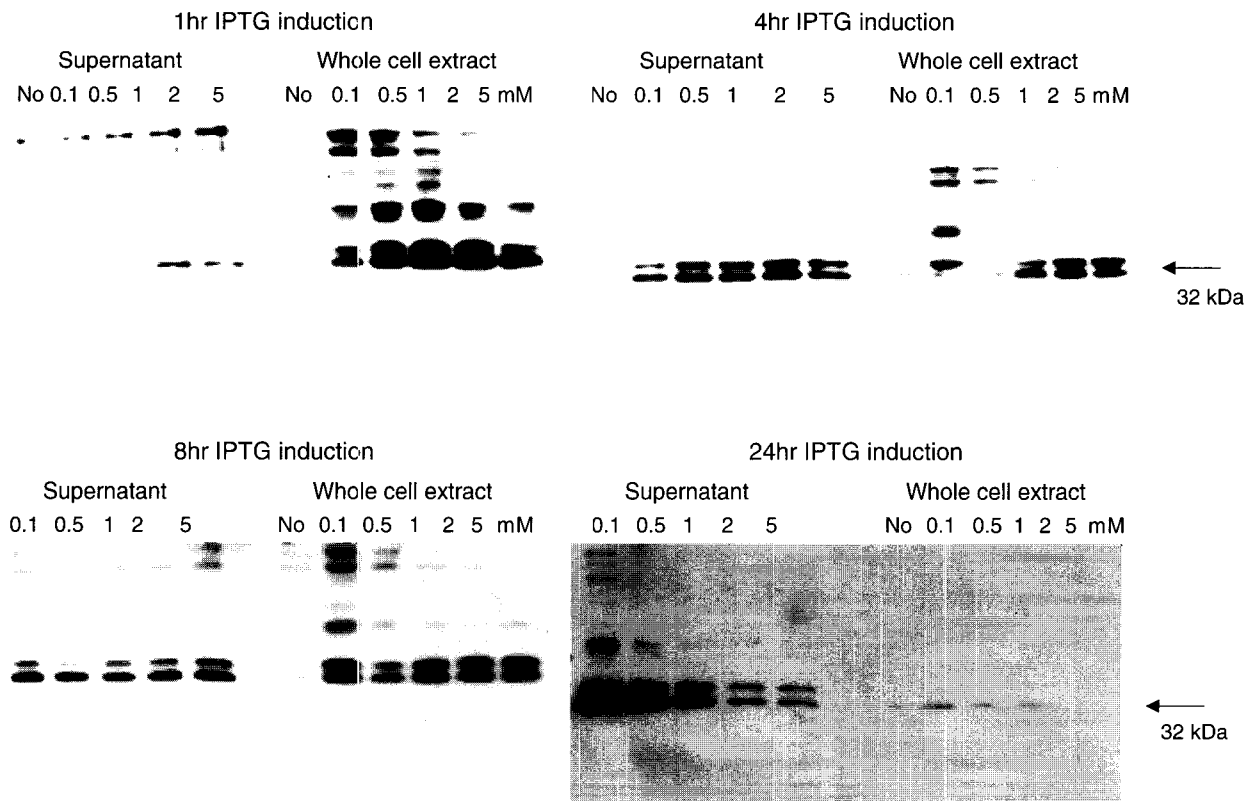 1hr IPTG induction
Supernatant
Whole cell extract
No 0.1 0.5 1 2 5
No 0.1 0.5 1 2 5 mM
4hr IPTG induction
Supernatant
Whole cell extract
No 0.1 0.5 1 2 5
No 0.1 0.5 1 2 5 mM
32 kDa
8hr IPTG induction
Supernatant
Whole cell extract
0.1 0.5 1 2 5
No 0.1 0.5 1 2 5 mM
24hr IPTG induction
Supernatant
Whole cell extract
0.1 0.5 1 2 5
No 0.1 0.5 1 2 5 mM
32 kDa